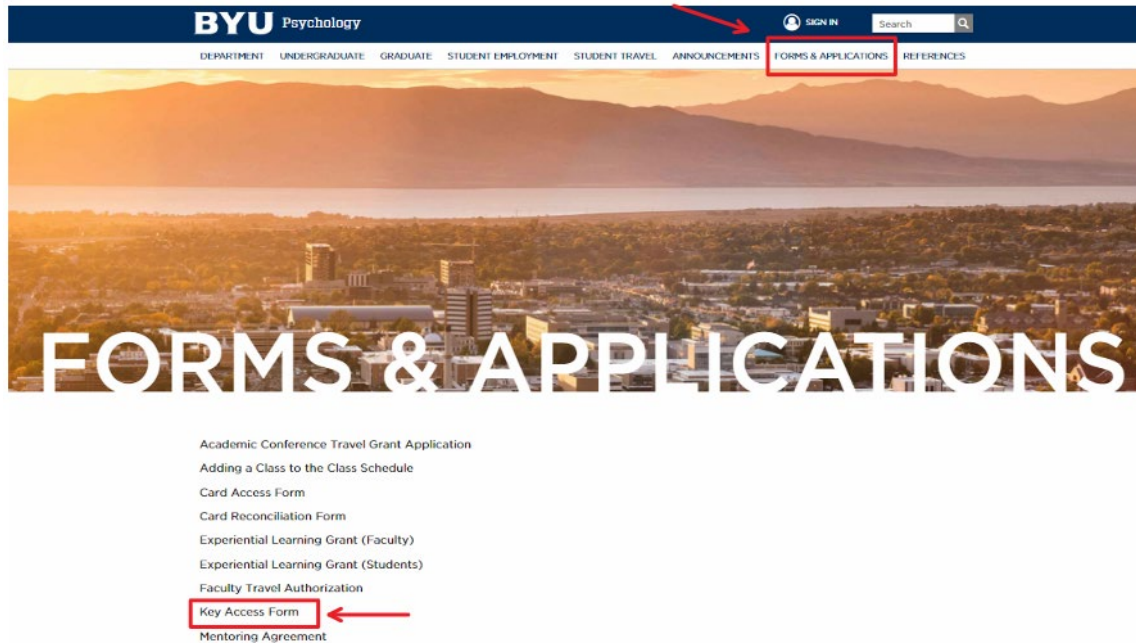 BYU Psychology SIGN IN Search
DEPARTMENT UNDERGRADUATE GRADUATE STUDENT EMPLOYMENT STUDENT TRAVEL ANNOUNCEMENTS FORMS & APPLICATIONS REFERENCES
FORMS & APPLICATIONS
Academic Conference Travel Grant Application
Adding a Class to the Class Schedule
Card Access Form
Card Reconciliation Form
Experiential Learning Grant (Faculty)
Experiential Learning Grant (Students)
Faculty Travel Authorization
Key Access Form
Mentoring Agreement